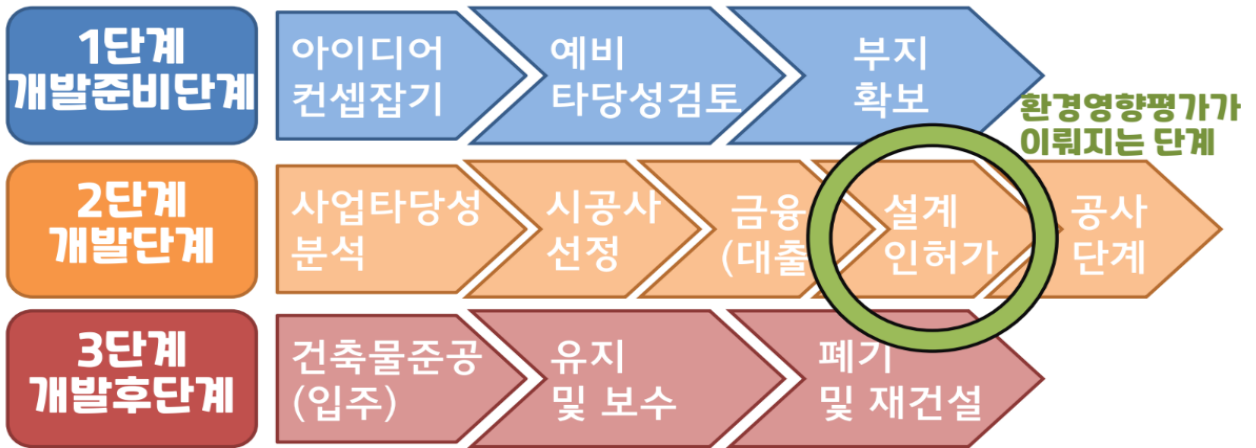 1단계
개발준비단계
아이디어
컨셉잡기
예비
타당성검토
부지
확보
환경영향평가가
이뤄지는 단계
2단계
개발단계
사업타당성
분석
시공사
선정
금융
(대출
설계
인허가
공사
단계
3단계
개발후단계
건축물준공
(입주)
유지
및 보수
폐기
및 재건설